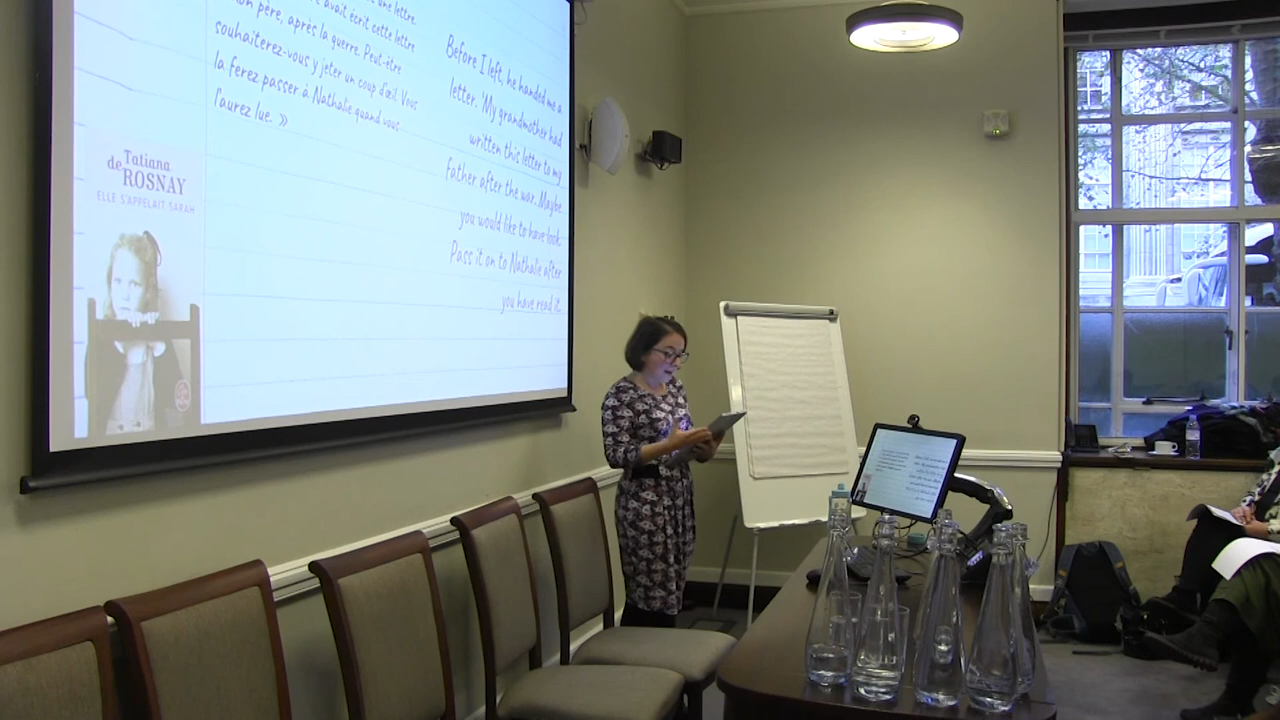 une lettre.
avait écrit cette lettre
mon père, après la guerre. Peut-être
souhaiterez-vous y jeter un coup d'œil. Vous
la ferez passer à Nathalie quand vous
l'aurez lue. »
Before I left, he handed me a
letter. 'My grandmother had
written this letter to my
father after the war. Maybe
you would like to have look.
Pass it on to Nathalie after
you have read it.
Tatiana
de ROSNAY
ELLE S'APPELAIT SARAH